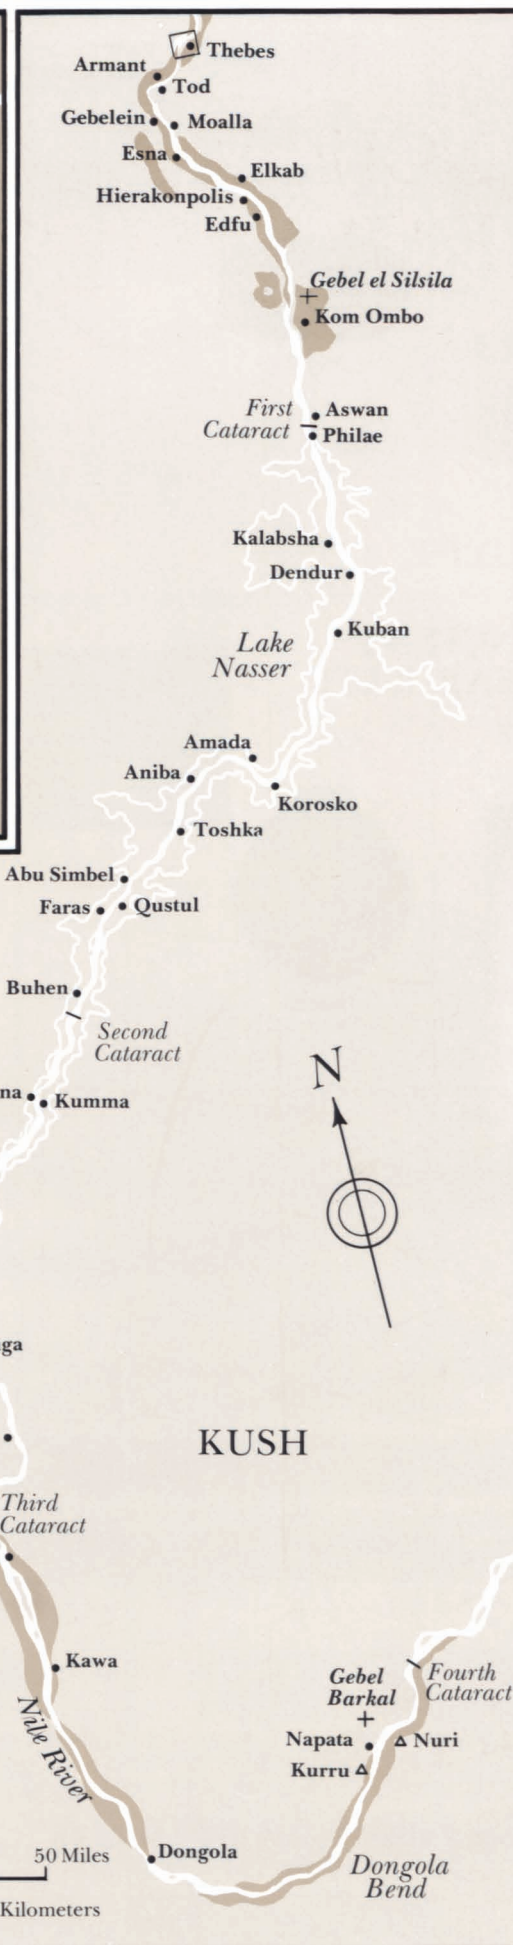 Thebes
Armant
Tod
Gebelein
Moalla
Esna
Elkab
Hierakonpolis
Edfu
Gebel el Silsila
Kom Ombo
First
Cataract
Aswan
Philae
Kalabsha
Dendur
Kuban
Lake
Nasser
Amada
Aniba
Korosko
Toshka
Abu Simbel
Faras
Qustul
Buhen
Second
Cataract
na
Kumma
N
ga
KUSH
Third
Cataract
Kawa
Nile River
Gebel
Barkal
Fourth
Cataract
Napata
Nuri
Kurru
50 Miles
Dongola
Kilometers
Dongola
Bend